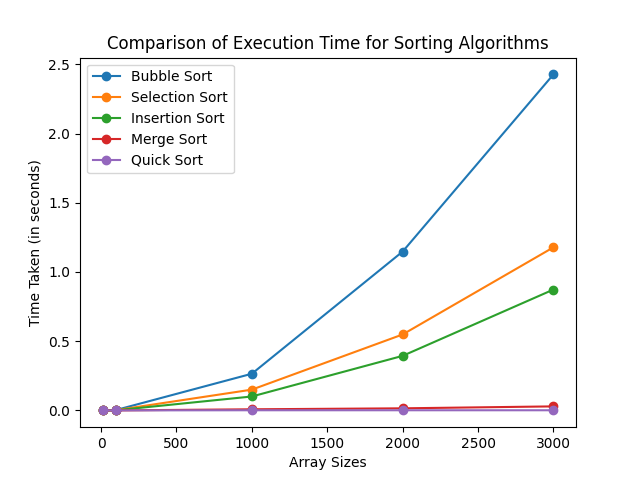 Comparison of Execution Time for Sorting Algorithms
Bubble Sort
Selection Sort
Insertion Sort
Merge Sort
Quick Sort
Time Taken (in seconds)
2.5
2.0
1.5
1.0
0.5
0.0
0 500 1000 1500 2000 2500 3000
Array Sizes